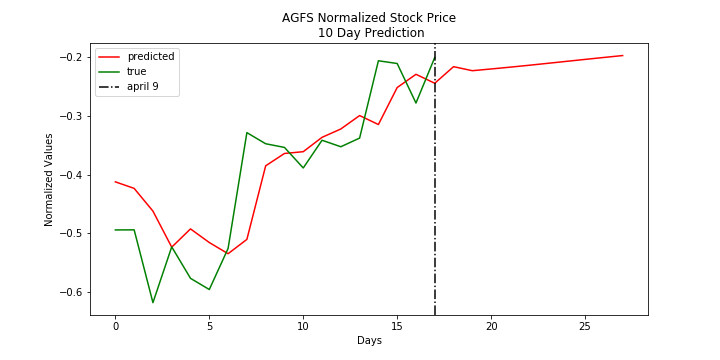 AGFS Normalized Stock Price
10 Day Prediction
predicted
true
april 9
−0.2
−0.3
−0.4
−0.5
−0.6
Normalized Values
0
5
10
15
20
25
Days